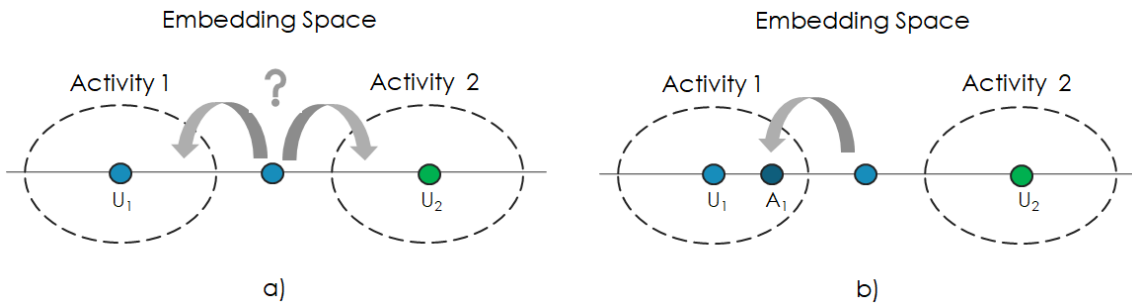 Embedding Space
Activity 1
?
Activity 2
U₁
U₂
a)
Embedding Space
Activity 1
Activity 2
U₁
A₁
U₂
b)